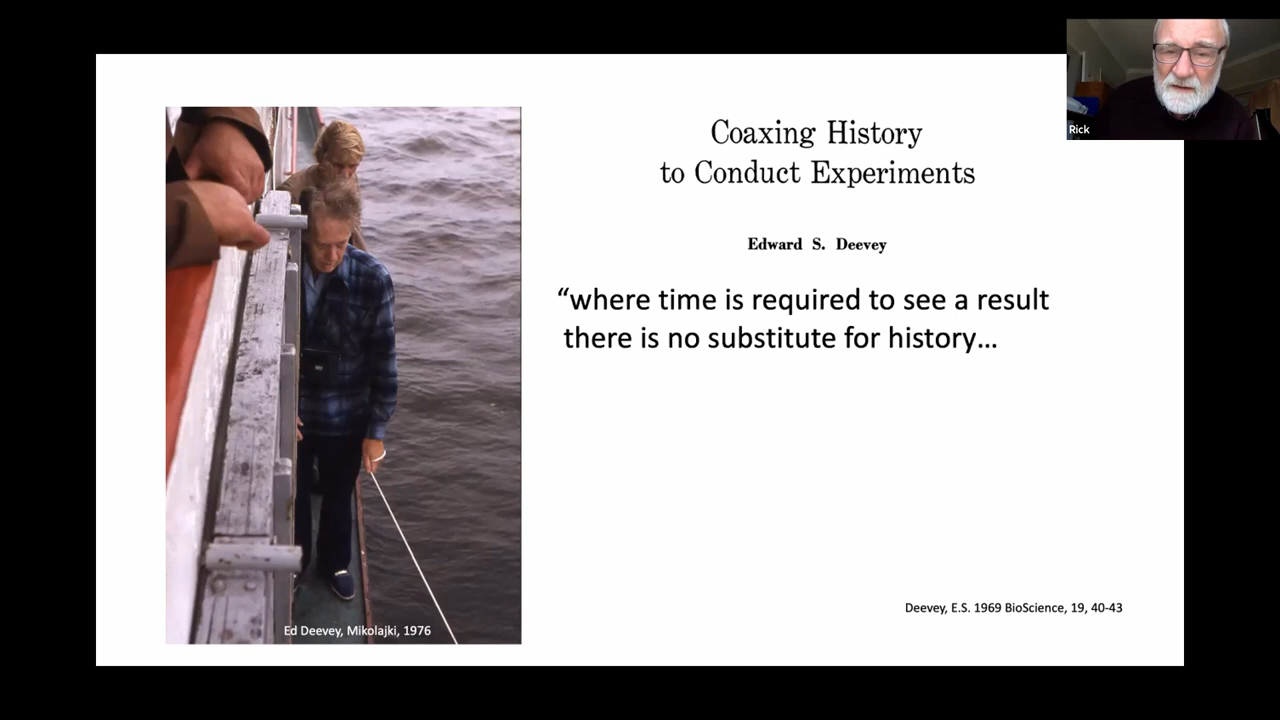 Rick
Coaxing History
to Conduct Experiments
Edward S. Deevey
“where time is required to see a result
there is no substitute for history…
Deevey, E.S. 1969 BioScience, 19, 40-43
Ed Deevey, Mikolajki, 1976